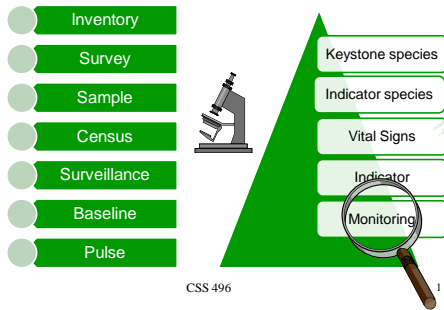 Inventory
Survey
Sample
Census
Surveillance
Baseline
Pulse
Keystone species
Indicator species
Vital Signs
Indicator
Monitoring
CSS 496
1